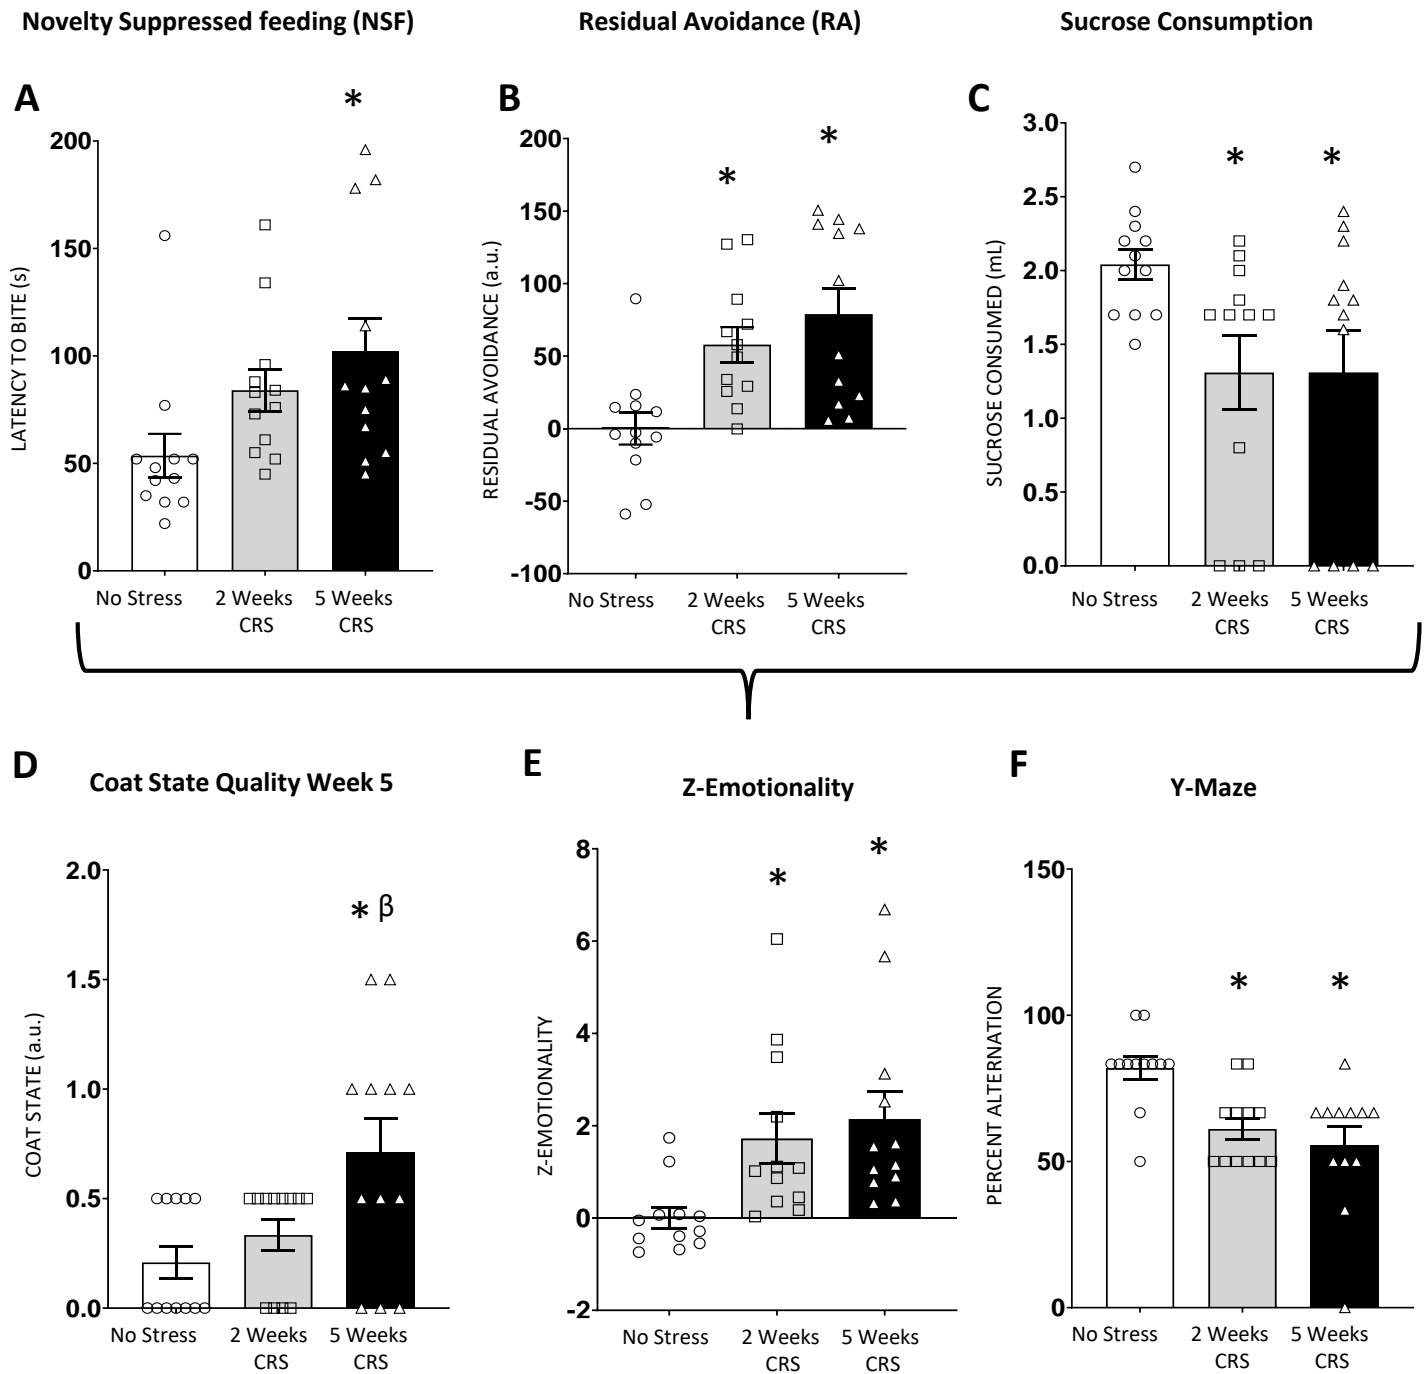 Novelty Suppressed feeding (NSF)
Residual Avoidance (RA)
Sucrose Consumption
A
*
LATENCY TO BITE (s)
200
150
100
50
0
No Stress
2 Weeks
CRS
5 Weeks
CRS
B
*
*
RESIDUAL AVOIDANCE (a.u.)
200
150
100
50
0
-50
-100
No Stress
2 Weeks
CRS
5 Weeks
CRS
C
*
*
SUCROSE CONSUMED (mL)
3.0
2.5
2.0
1.5
1.0
0.5
0.0
No Stress
2 Weeks
CRS
5 Weeks
CRS
D
Coat State Quality Week 5
* β
COAT STATE (a.u.)
2.0
1.5
1.0
0.5
0.0
No Stress
2 Weeks
CRS
5 Weeks
CRS
E
Z-Emotionality
*
*
Z-EMOTIONALITY
8
6
4
2
0
-2
No Stress
2 Weeks
CRS
5 Weeks
CRS
F
Y-Maze
*
*
PERCENT ALTERNATION
150
100
50
0
No Stress
2 Weeks
CRS
5 Weeks
CRS